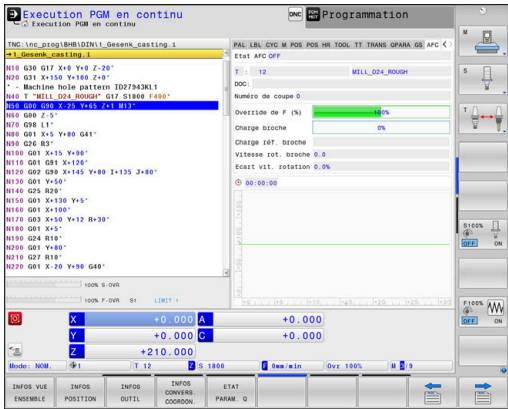 Execution PGM en continu
Execution PGM en continu
DNC
Programmation
TNC:\nc_prog\BHB\DIN\1_Gesenk_casting.i
→1_Gesenk_casting.i
N10 G30 G17 X+0 Y+0 Z-20*
N20 G31 X+150 Y+100 Z+0*
* - Machine hole pattern ID27943KL1
N40 T "MILL_D24_ROUGH" G17 S1800 F400*
N50 G00 G90 X-25 Y+65 Z+1 M13*
N60 G00 Z-5*
N70 G98 L1*
N80 G01 X+5 Y+80 G41*
N90 G26 R3*
N100 G01 X+15 Y+90*
N110 G01 G91 X+120*
N120 G02 G90 X+145 Y+80 I+135 J+80*
N130 G01 Y+50*
N140 G25 R20*
N150 G01 X+130 Y+5*
N160 G01 X+100*
N170 G03 X+50 Y+12 R+30*
N180 G01 X+5*
N190 G24 R10*
N200 G01 Y+80*
N210 G27 R10*
N220 G01 X-20 Y+90 G40*
100% S-OVR
100% F-OVR S1 LIMIT 1
PAL LBL CYC M POS POS HR TOOL TT TRANS QPARA GS AFC
Etat AFC OFF
T : 12 MILL_D24_ROUGH
DOC:
Numéro de coupe 0
Override de F (%) 100%
Charge broche 0%
Charge réf. broche
Vitesse rot. broche 0.0
Ecart vit. rotation 0.0%
00:00:00
X +0.000 A +0.000
Y +0.000 C +0.000
Z +210.000
Mode: NOM. 1 T 12 Z S 1800 F 0mm/min Ovr 100% M 5/9
M
S
T
S100%
OFF ON
F100%
OFF ON
INFOS VUE ENSEMBLE
INFOS POSITION
INFOS OUTIL
INFOS CONVERS. COORDON.
ETAT PARAM. Q